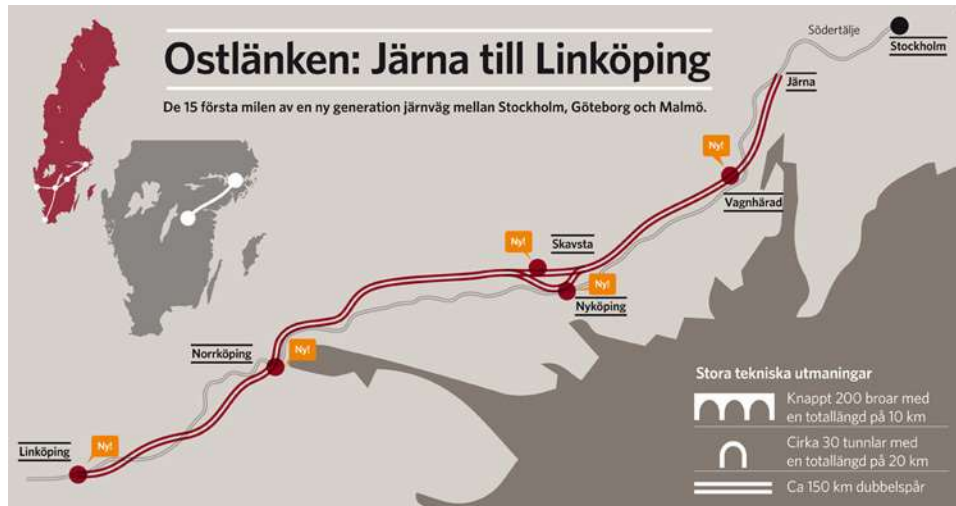 Ostlänken: Järna till Linköping
De 15 första milen av en ny generation järnväg mellan Stockholm, Göteborg och Malmö.
Södertälje
Stockholm
Järna
Ny!
Vagnhärad
Ny!
Skavsta
Ny!
Nyköping
Norrköping
Ny!
Linköping
Ny!
Stora tekniska utmaningar
Knappt 200 broar med
en totallängd på 10 km
Cirka 30 tunnlar med
en totallängd på 20 km
Ca 150 km dubbelspår